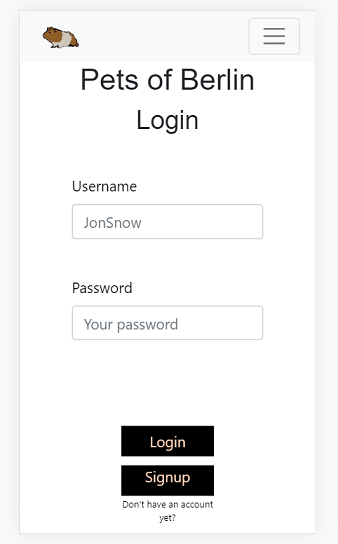 Pets of Berlin
Login
Username
JonSnow
Password
Your password
Login
Signup
Don't have an account
yet?